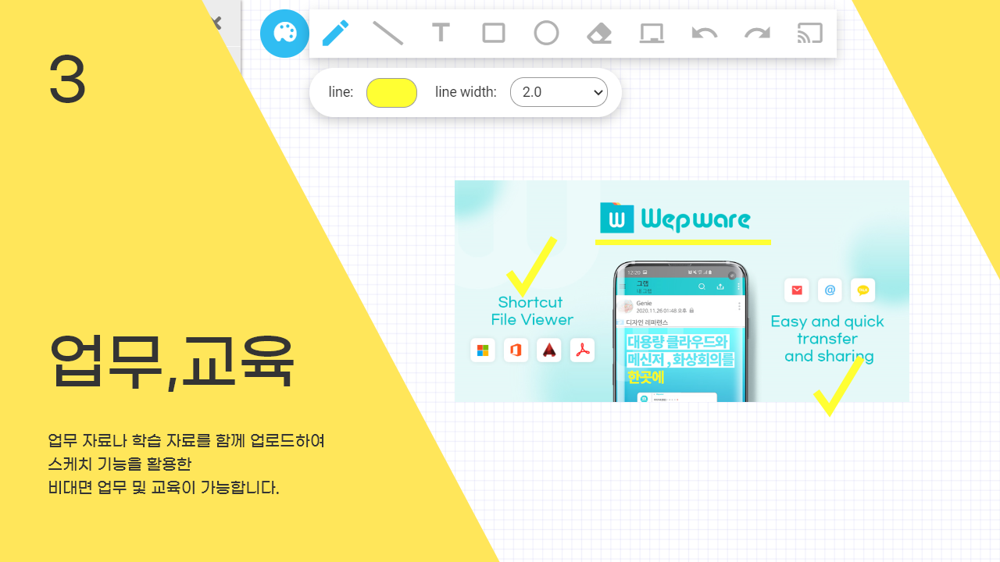 3
업무,교육
업무 자료나 학습 자료를 함께 업로드하여
스케치 기능을 활용한
비대면 업무 및 교육이 가능합니다.
T
line:
line width:
2.0
W Wepware
Shortcut
File Viewer
12:20
그램
내 그램
Genie
2020.11.26 01:48 오후
디자인 레퍼런스
대용량 클라우드와
메신저 , 화상회의를
한곳에
@
Easy and quick
transfer
and sharing